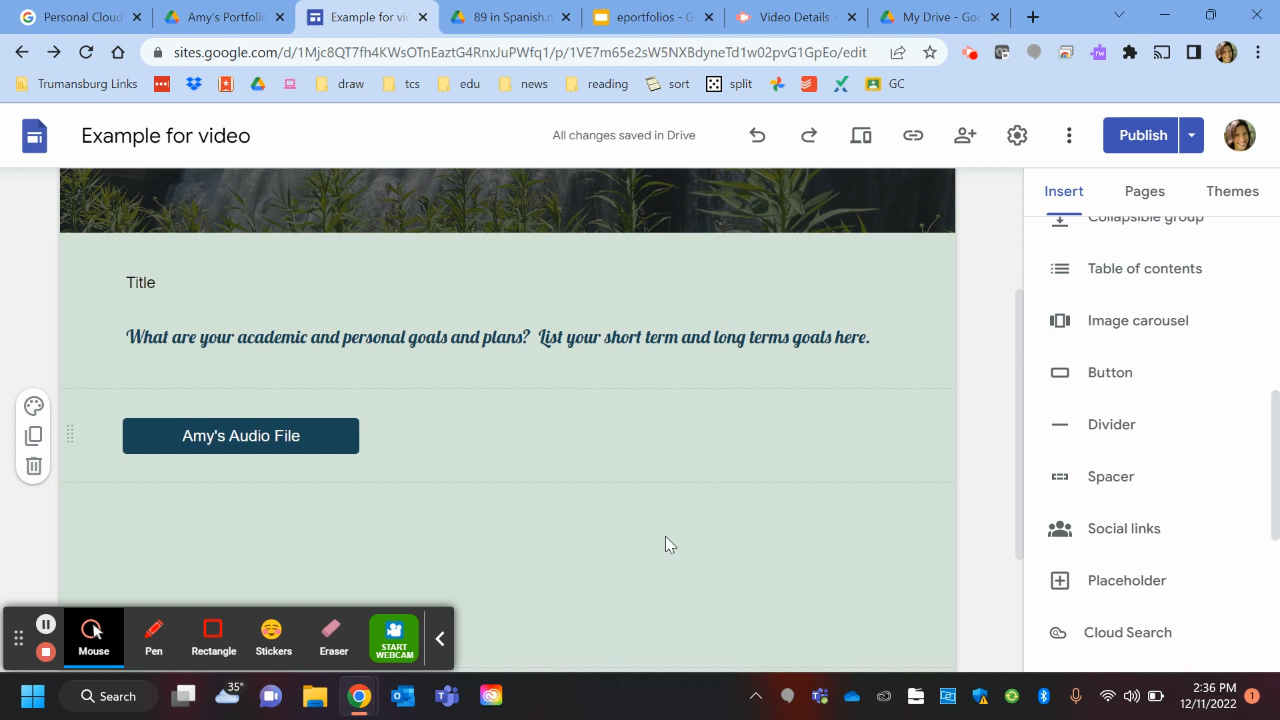 Personal Cloud
Amy's Portfolio
Example for vi
89 in Spanish.m
eportfolios - G
Video Details -
My Drive - Goo
sites.google.com/d/1Mjc8QT7fh4KWsOTnEaztG4RnxJuPWfq1/p/1VE7m65e2sW5NXBdyneTd1w02pvG1GpEo/edit
Trumansburg Links
draw
tcs
edu
news
reading
sort
split
GC
Example for video
All changes saved in Drive
Publish
Insert
Pages
Themes
Collapsible group
Title
Table of contents
What are your academic and personal goals and plans?  List your short term and long terms goals here.
Image carousel
Button
Divider
Amy's Audio File
Spacer
Social links
Placeholder
Cloud Search
Mouse
Pen
Rectangle
Stickers
Eraser
START
WEBCAM
Search
35°
2:36 PM
12/11/2022
1